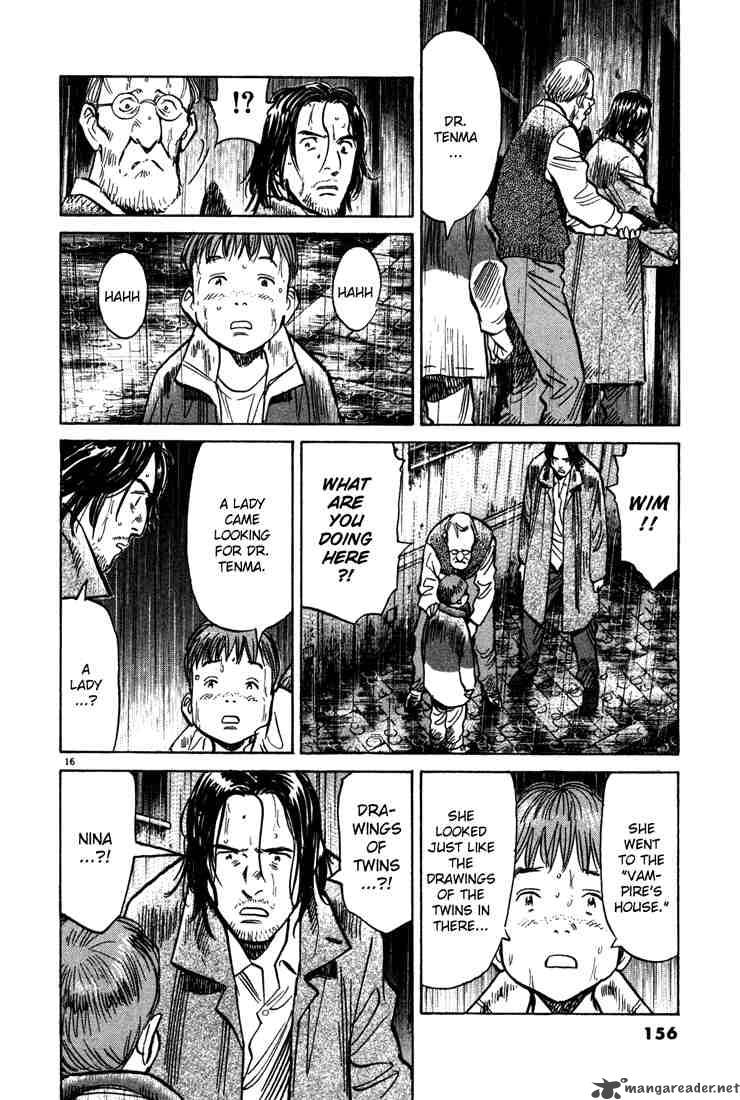 DR.
TENMA
...
!?
HAHH
HAHH
WIM
!!
WHAT
ARE
YOU
DOING
HERE
?!
A LADY
CAME
LOOKING
FOR DR.
TENMA.
A
LADY
...?
16
SHE
WENT
TO THE
"VAM-
PIRE'S
HOUSE."
SHE
LOOKED
JUST LIKE
THE
DRAWINGS
OF THE
TWINS IN
THERE...
DRA-
WINGS
OF
TWINS
...?!
NINA
...?!
156
mangareader.net